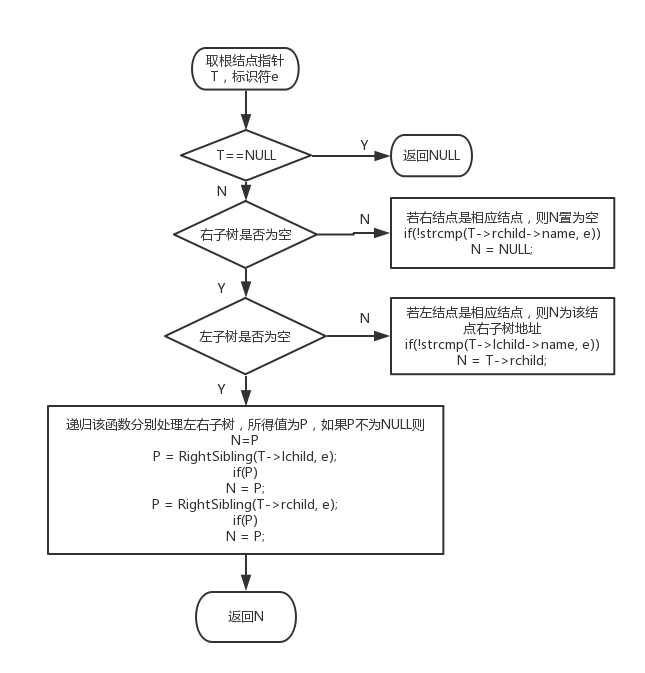 取根结点指针
T，标识符e
T==NULL
Y
返回NULL
N
右子树是否为空
N
若右结点是相应结点，则N置为空
if(!strcmp(T->rchild->name, e))
N = NULL;
Y
左子树是否为空
N
若左结点是相应结点，则N为该结
点右子树地址
if(!strcmp(T->lchild->name, e))
N = T->rchild;
Y
递归该函数分别处理左右子树，所得值为P，如果P不为NULL则
N=P
P = RightSibling(T->lchild, e);
if(P)
N = P;
P = RightSibling(T->rchild, e);
if(P)
N = P;
返回N